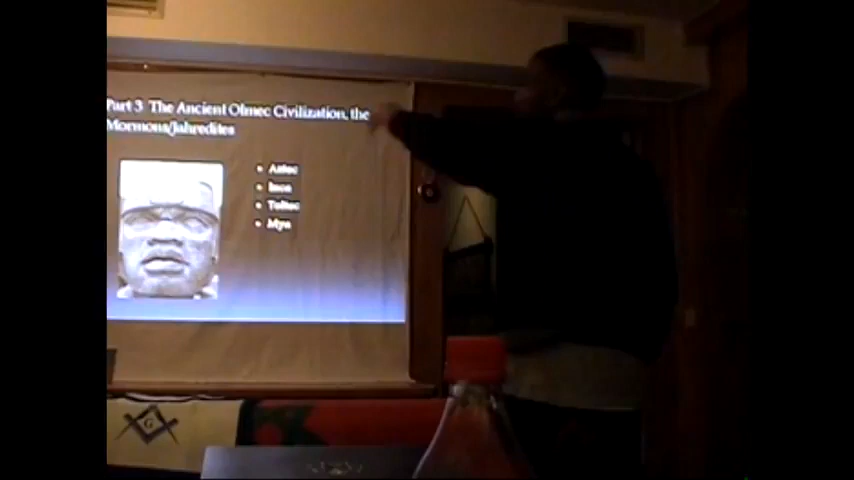 Part 3 The Ancient Olmec Civilization, the
Mormons/Jahredites
• Aztec
• Inca
• Toltec
• Mya
G